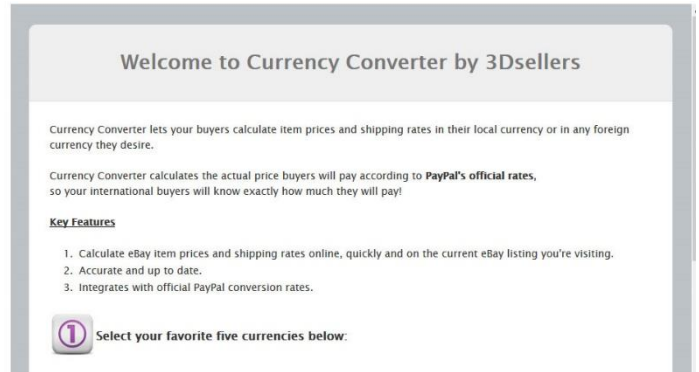 Welcome to Currency Converter by 3Dsellers
Currency Converter lets your buyers calculate item prices and shipping rates in their local currency or in any foreign
currency they desire.
Currency Converter calculates the actual price buyers will pay according to PayPal's official rates,
so your international buyers will know exactly how much they will pay!
Key Features
1. Calculate eBay item prices and shipping rates online, quickly and on the current eBay listing you're visiting.
2. Accurate and up to date.
3. Integrates with official PayPal conversion rates.
1 Select your favorite five currencies below: